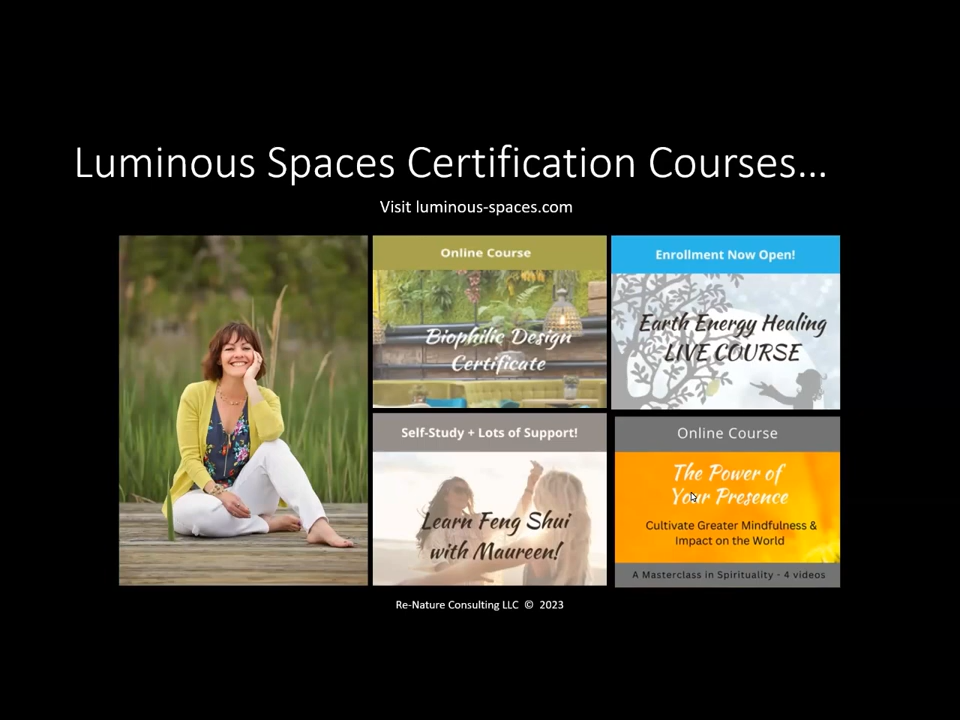 Luminous Spaces Certification Courses...
Visit luminous-spaces.com
Online Course
Biophilic Design
Certificate
Enrollment Now Open!
Earth Energy Healing
LIVE COURSE
Self-Study + Lots of Support!
Learn Feng Shui
with Maureen!
Online Course
The Power of
Your Presence
Cultivate Greater Mindfulness &
Impact on the World
A Masterclass in Spirituality - 4 videos
Re-Nature Consulting LLC © 2023